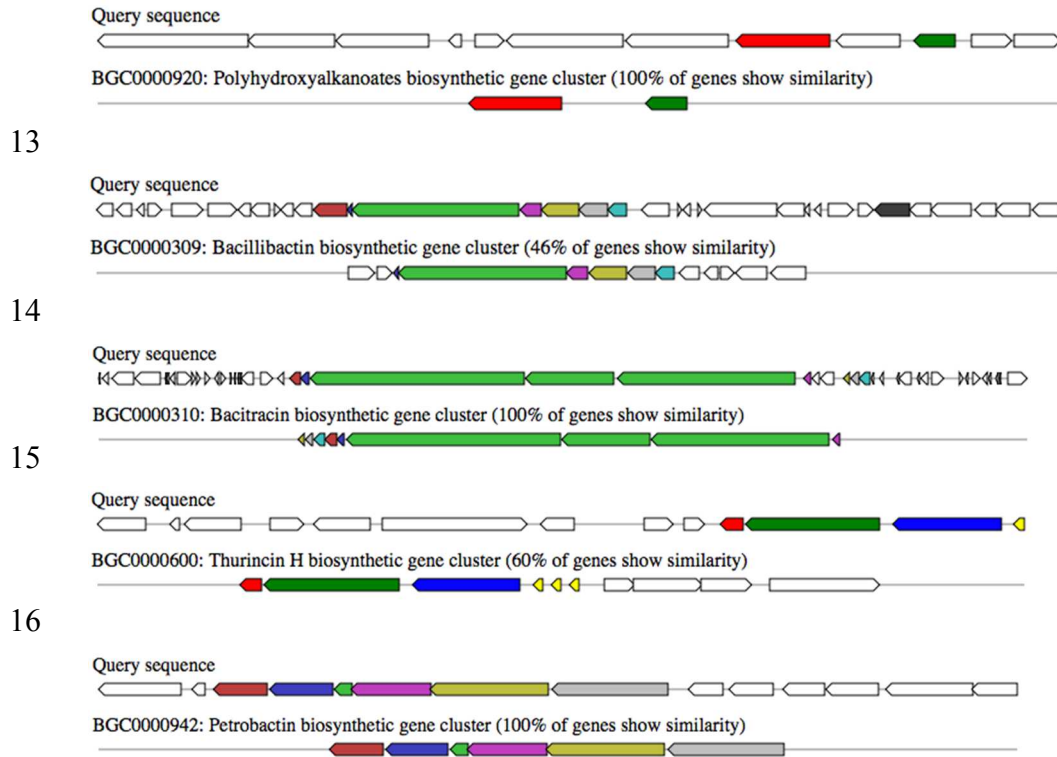 Query sequence
BGC0000920: Polyhydroxyalkanoates biosynthetic gene cluster (100% of genes show similarity)
13
Query sequence
BGC0000309: Bacillibactin biosynthetic gene cluster (46% of genes show similarity)
14
Query sequence
BGC0000310: Bacitracin biosynthetic gene cluster (100% of genes show similarity)
15
Query sequence
BGC0000600: Thurincin H biosynthetic gene cluster (60% of genes show similarity)
16
Query sequence
BGC0000942: Petrobactin biosynthetic gene cluster (100% of genes show similarity)